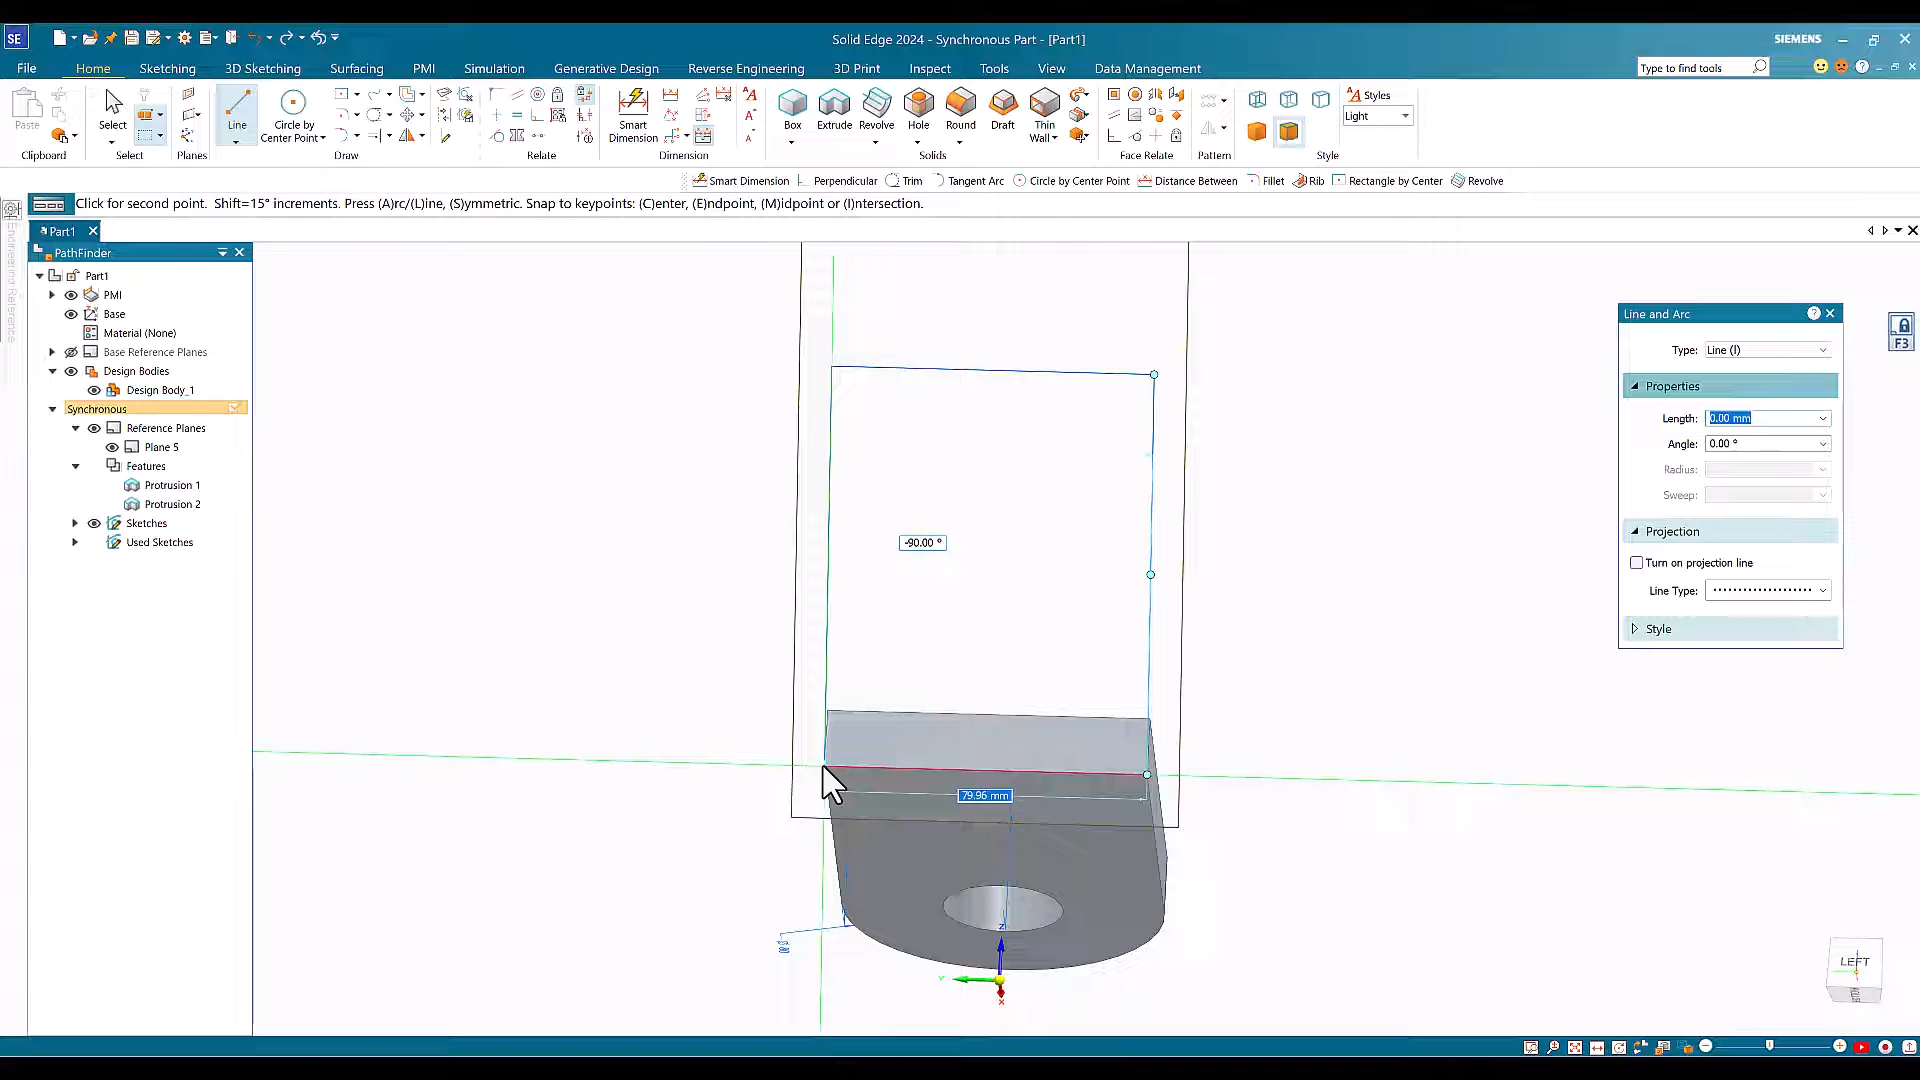 SE
Solid Edge 2024 - Synchronous Part - [Part1]
SIEMENS
File
Home
Sketching
3D Sketching
Surfacing
PMI
Simulation
Generative Design
Reverse Engineering
3D Print
Inspect
Tools
View
Data Management
Type to find tools
Paste
Clipboard
Select
Select
Planes
Line
Circle by
Center Point
Draw
Relate
Smart
Dimension
Dimension
Box
Extrude
Revolve
Hole
Round
Draft
Thin
Wall
Solids
Face Relate
Pattern
Styles
Light
Style
Smart Dimension
Perpendicular
Trim
Tangent Arc
Circle by Center Point
Distance Between
Fillet
Rib
Rectangle by Center
Revolve
Click for second point. Shift=15° increments. Press (A)rc/(L)ine, (S)ymmetric. Snap to keypoints: (C)enter, (E)ndpoint, (M)idpoint or (I)ntersection.
Part1
Engineering Reference
PathFinder
Part1
PMI
Base
Material (None)
Base Reference Planes
Design Bodies
Design Body_1
Synchronous
Reference Planes
Plane 5
Features
Protrusion 1
Protrusion 2
Sketches
Used Sketches
-90.00 °
79.96 mm
Z
Y
X
LEFT
Line and Arc
Type: Line (l)
Properties
Length: 0.00 mm
Angle: 0.00 °
Radius:
Sweep:
Projection
Turn on projection line
Line Type:
Style
F3